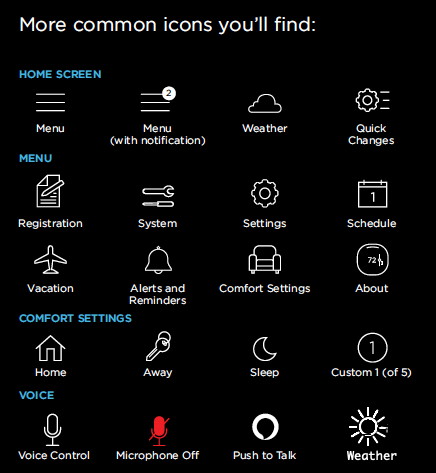 More common icons you'll find:
HOME SCREEN
2
Menu Menu Weather Quick
(with notification) Changes
MENU
1
Registration System Settings Schedule
72
Vacation Alerts and Comfort Settings About
Reminders
COMFORT SETTINGS
1
Home Away Sleep Custom 1 (of 5)
VOICE
Voice Control Microphone Off Push to Talk Weather